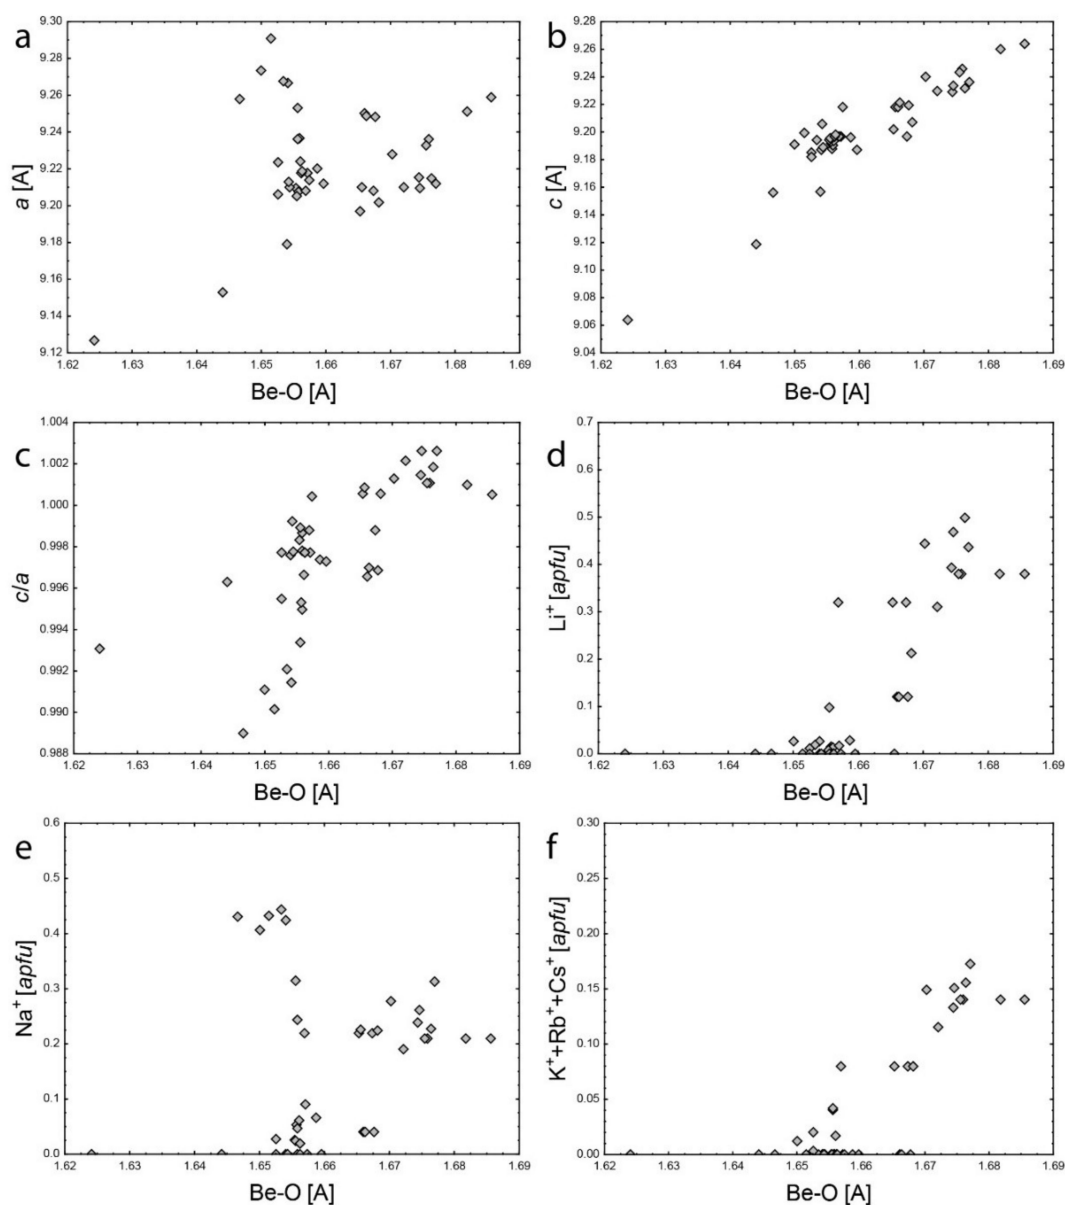 a
9.30
9.28
9.26
9.24
9.22
9.20
9.18
9.16
9.14
9.12
a [A]
1.62 1.63 1.64 1.65 1.66 1.67 1.68 1.69
Be-O [A]
b
9.28
9.26
9.24
9.22
9.20
9.18
9.16
9.14
9.12
9.10
9.08
9.06
9.04
c [A]
1.62 1.63 1.64 1.65 1.66 1.67 1.68 1.69
Be-O [A]
c
1.004
1.002
1.000
0.998
0.996
0.994
0.992
0.990
0.988
c/a
1.62 1.63 1.64 1.65 1.66 1.67 1.68 1.69
Be-O [A]
d
0.7
0.6
0.5
0.4
0.3
0.2
0.1
0.0
Li⁺ [apfu]
1.62 1.63 1.64 1.65 1.66 1.67 1.68 1.69
Be-O [A]
e
0.6
0.5
0.4
0.3
0.2
0.1
0.0
Na⁺ [apfu]
1.62 1.63 1.64 1.65 1.66 1.67 1.68 1.69
Be-O [A]
f
0.30
0.25
0.20
0.15
0.10
0.05
0.00
K⁺+Rb⁺+Cs⁺ [apfu]
1.62 1.63 1.64 1.65 1.66 1.67 1.68 1.69
Be-O [A]